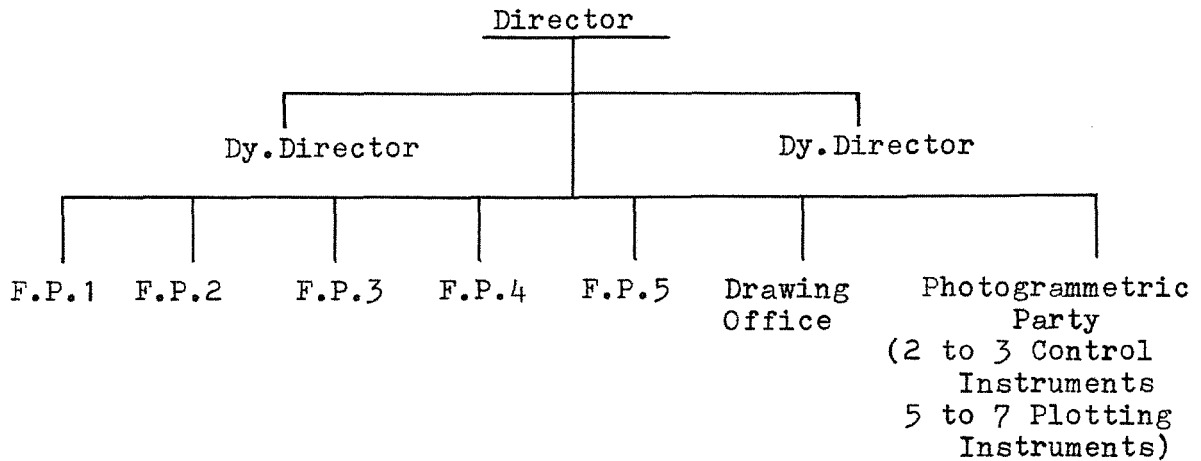 Director
Dy.Director Dy.Director
F.P.1 F.P.2 F.P.3 F.P.4 F.P.5 Drawing Office Photogrammetric Party
(2 to 3 Control
Instruments
5 to 7 Plotting
Instruments)